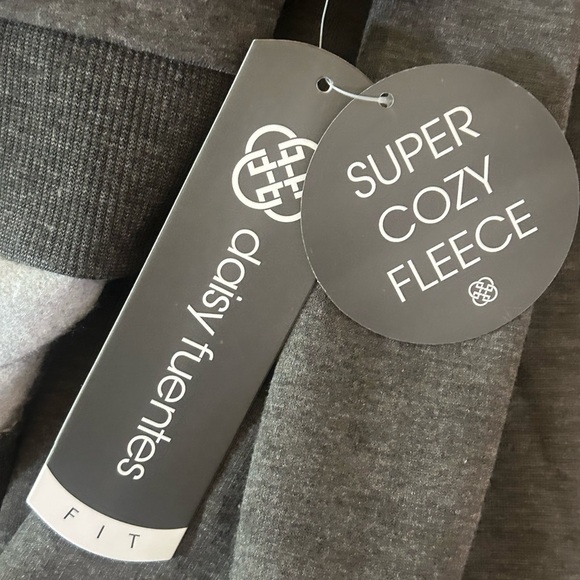 daisy fuentes
FIT
SUPER
COZY
FLEECE